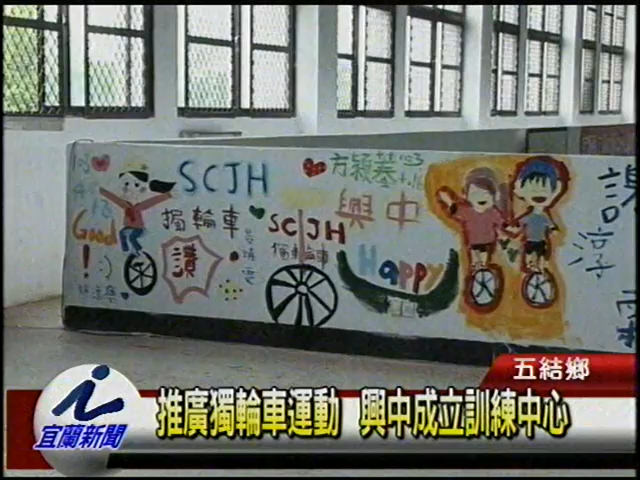 SCJH
方穎蓁
獨輪車
興中
SCJH
獨輪車
Good
!
:)
讚
Happy
五結鄉
宜蘭新聞
推廣獨輪車運動 興中成立訓練中心